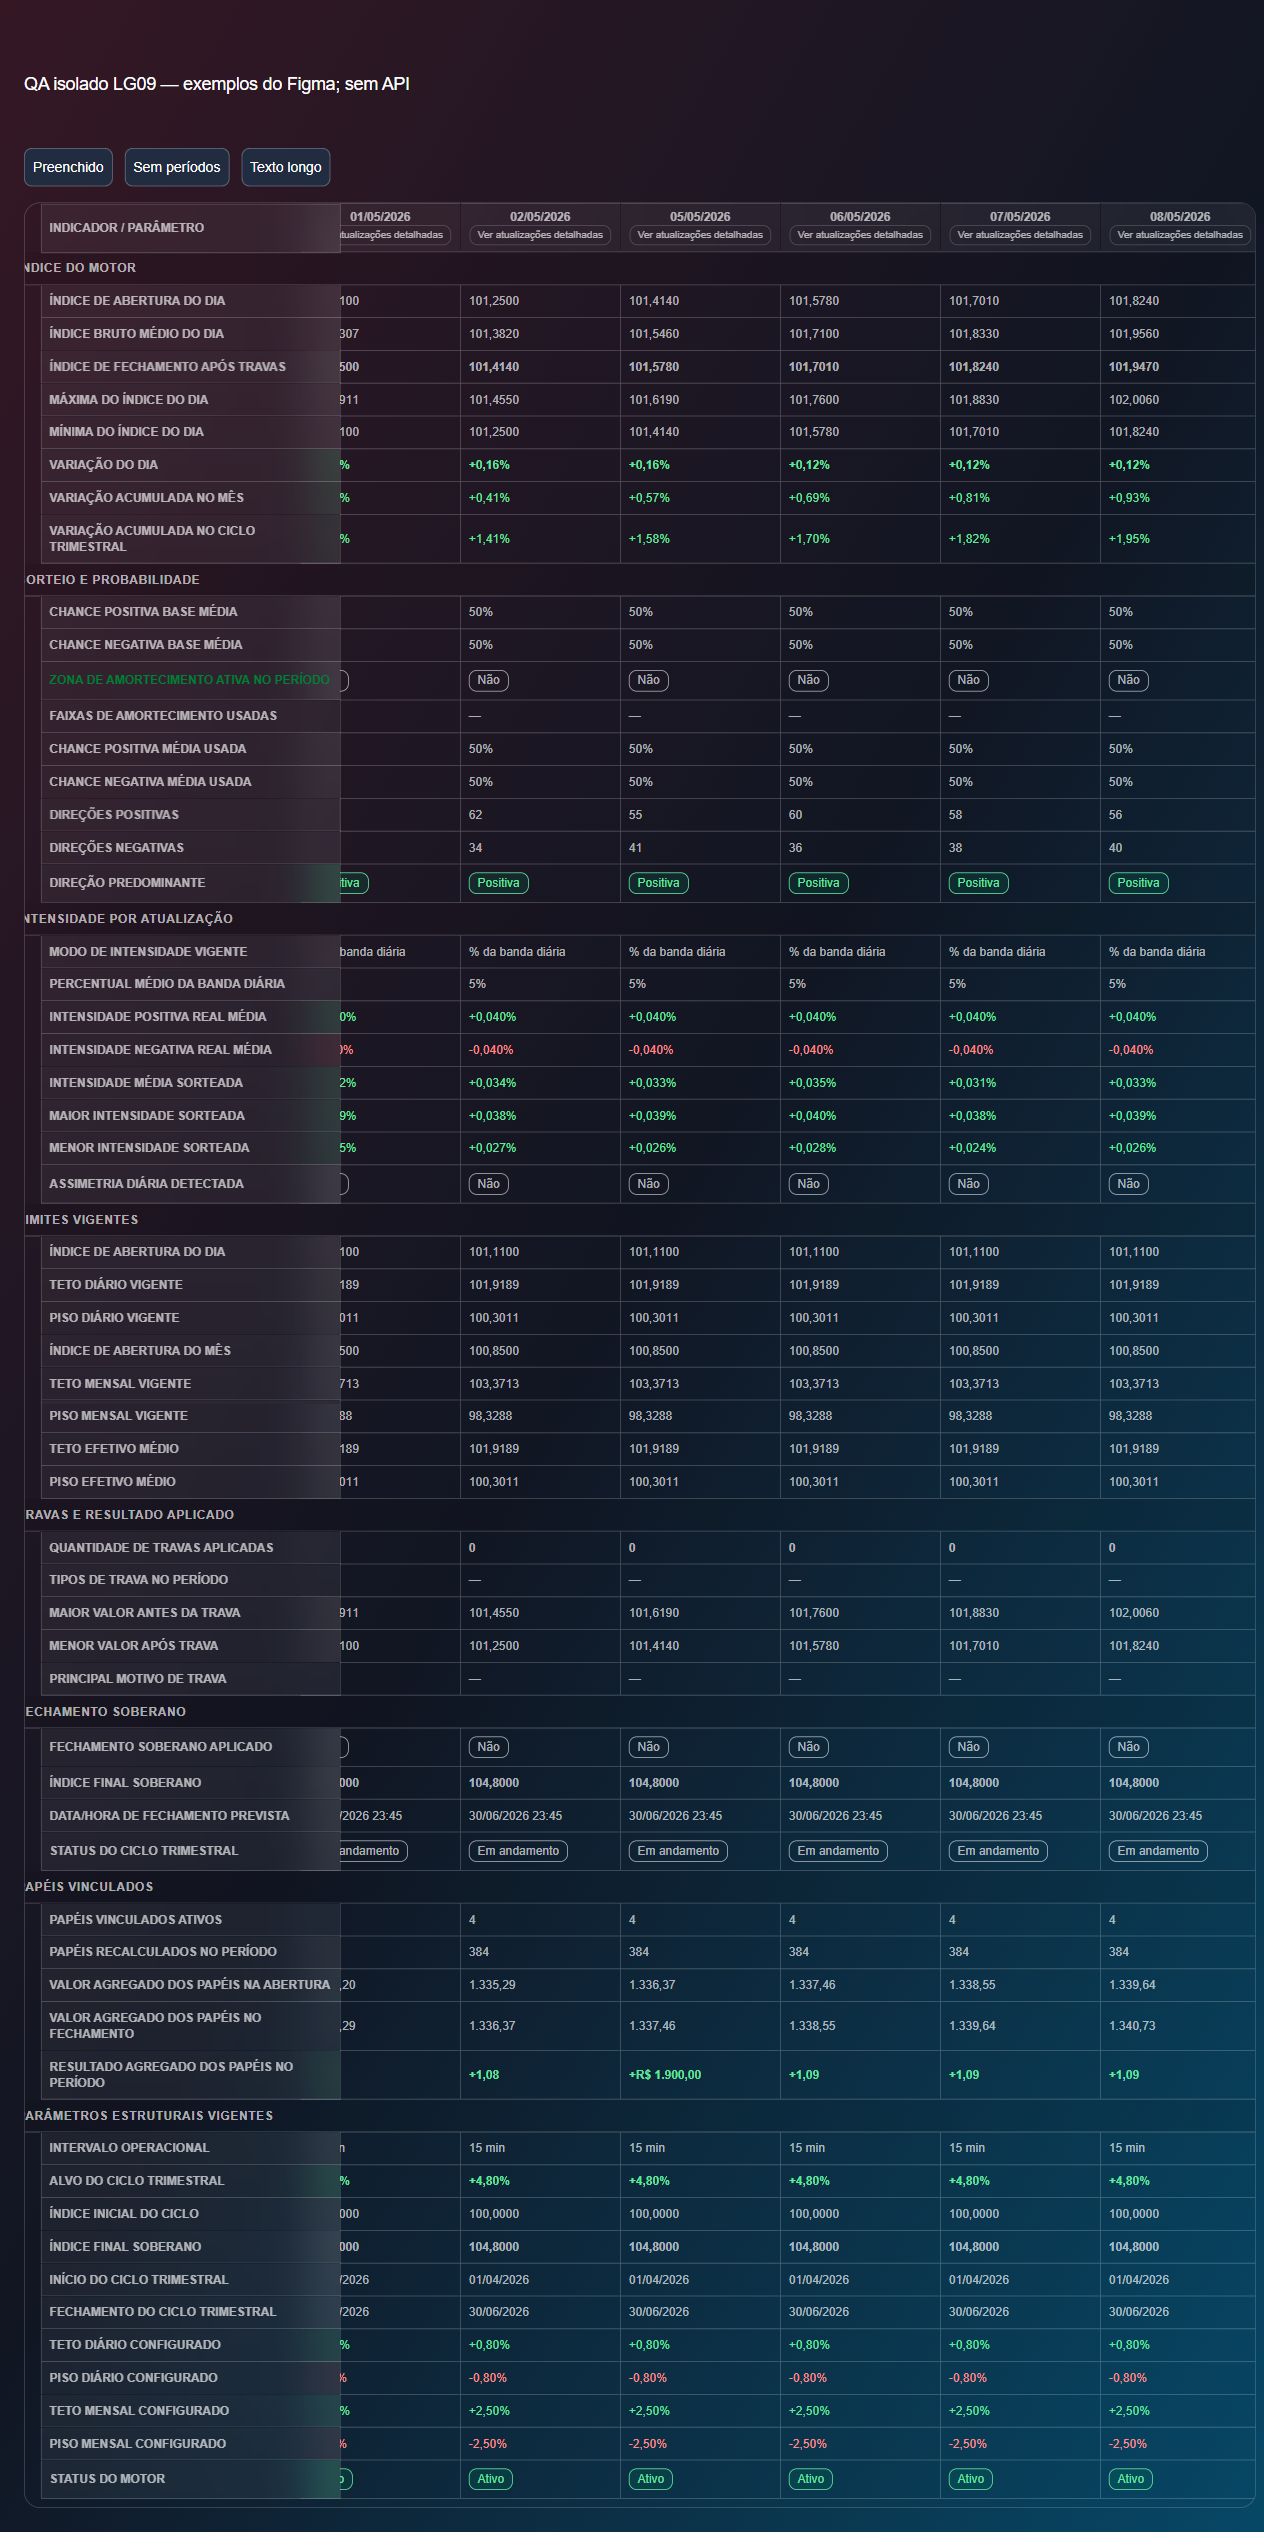 QA isolado LG09 — exemplos do Figma; sem API
Preenchido Sem períodos Texto longo
INDICADOR / PARÂMETRO 01/05/2026 02/05/2026 05/05/2026 06/05/2026 07/05/2026 08/05/2026
detalhadas Ver atualizações detalhadas Ver atualizações detalhadas Ver atualizações detalhadas Ver atualizações detalhadas Ver atualizações detalhadas
NDICE DO MOTOR
ÍNDICE DE ABERTURA DO DIA 100 101,2500 101,4140 101,5780 101,7010 101,8240
ÍNDICE BRUTO MÉDIO DO DIA 307 101,3820 101,5460 101,7100 101,8330 101,9560
ÍNDICE DE FECHAMENTO APÓS TRAVAS 500 101,4140 101,5780 101,7010 101,8240 101,9470
MÁXIMA DO ÍNDICE DO DIA 911 101,4550 101,6190 101,7600 101,8830 102,0060
MÍNIMA DO ÍNDICE DO DIA 100 101,2500 101,4140 101,5780 101,7010 101,8240
VARIAÇÃO DO DIA % +0,16% +0,16% +0,12% +0,12% +0,12%
VARIAÇÃO ACUMULADA NO MÊS % +0,41% +0,57% +0,69% +0,81% +0,93%
VARIAÇÃO ACUMULADA NO CICLO
TRIMESTRAL % +1,41% +1,58% +1,70% +1,82% +1,95%
ORTEIO E PROBABILIDADE
CHANCE POSITIVA BASE MÉDIA 50% 50% 50% 50% 50%
CHANCE NEGATIVA BASE MÉDIA 50% 50% 50% 50% 50%
ZONA DE AMORTECIMENTO ATIVA NO PERÍODO Não Não Não Não Não
FAIXAS DE AMORTECIMENTO USADAS — — — — —
CHANCE POSITIVA MÉDIA USADA 50% 50% 50% 50% 50%
CHANCE NEGATIVA MÉDIA USADA 50% 50% 50% 50% 50%
DIREÇÕES POSITIVAS 62 55 60 58 56
DIREÇÕES NEGATIVAS 34 41 36 38 40
DIREÇÃO PREDOMINANTE tiva Positiva Positiva Positiva Positiva Positiva
NTENSIDADE POR ATUALIZAÇÃO
MODO DE INTENSIDADE VIGENTE banda diária % da banda diária % da banda diária % da banda diária % da banda diária % da banda diária
PERCENTUAL MÉDIO DA BANDA DIÁRIA 5% 5% 5% 5% 5%
INTENSIDADE POSITIVA REAL MÉDIA 0% +0,040% +0,040% +0,040% +0,040% +0,040%
INTENSIDADE NEGATIVA REAL MÉDIA 0% -0,040% -0,040% -0,040% -0,040% -0,040%
INTENSIDADE MÉDIA SORTEADA 2% +0,034% +0,033% +0,035% +0,031% +0,033%
MAIOR INTENSIDADE SORTEADA 9% +0,038% +0,039% +0,040% +0,038% +0,039%
MENOR INTENSIDADE SORTEADA 5% +0,027% +0,026% +0,028% +0,024% +0,026%
ASSIMETRIA DIÁRIA DETECTADA Não Não Não Não Não
IMITES VIGENTES
ÍNDICE DE ABERTURA DO DIA 100 101,1100 101,1100 101,1100 101,1100 101,1100
TETO DIÁRIO VIGENTE 189 101,9189 101,9189 101,9189 101,9189 101,9189
PISO DIÁRIO VIGENTE 011 100,3011 100,3011 100,3011 100,3011 100,3011
ÍNDICE DE ABERTURA DO MÊS 500 100,8500 100,8500 100,8500 100,8500 100,8500
TETO MENSAL VIGENTE 713 103,3713 103,3713 103,3713 103,3713 103,3713
PISO MENSAL VIGENTE 88 98,3288 98,3288 98,3288 98,3288 98,3288
TETO EFETIVO MÉDIO 189 101,9189 101,9189 101,9189 101,9189 101,9189
PISO EFETIVO MÉDIO 011 100,3011 100,3011 100,3011 100,3011 100,3011
RAVAS E RESULTADO APLICADO
QUANTIDADE DE TRAVAS APLICADAS 0 0 0 0 0
TIPOS DE TRAVA NO PERÍODO — — — — —
MAIOR VALOR ANTES DA TRAVA 911 101,4550 101,6190 101,7600 101,8830 102,0060
MENOR VALOR APÓS TRAVA 100 101,2500 101,4140 101,5780 101,7010 101,8240
PRINCIPAL MOTIVO DE TRAVA — — — — —
ECHAMENTO SOBERANO
FECHAMENTO SOBERANO APLICADO Não Não Não Não Não
ÍNDICE FINAL SOBERANO 000 104,8000 104,8000 104,8000 104,8000 104,8000
DATA/HORA DE FECHAMENTO PREVISTA /2026 23:45 30/06/2026 23:45 30/06/2026 23:45 30/06/2026 23:45 30/06/2026 23:45 30/06/2026 23:45
STATUS DO CICLO TRIMESTRAL andamento Em andamento Em andamento Em andamento Em andamento Em andamento
APÉIS VINCULADOS
PAPÉIS VINCULADOS ATIVOS 4 4 4 4 4
PAPÉIS RECALCULADOS NO PERÍODO 384 384 384 384 384
VALOR AGREGADO DOS PAPÉIS NA ABERTURA ,20 1.335,29 1.336,37 1.337,46 1.338,55 1.339,64
VALOR AGREGADO DOS PAPÉIS NO
FECHAMENTO ,29 1.336,37 1.337,46 1.338,55 1.339,64 1.340,73
RESULTADO AGREGADO DOS PAPÉIS NO
PERÍODO +1,08 +R$ 1.900,00 +1,09 +1,09 +1,09
ARÂMETROS ESTRUTURAIS VIGENTES
INTERVALO OPERACIONAL n 15 min 15 min 15 min 15 min 15 min
ALVO DO CICLO TRIMESTRAL % +4,80% +4,80% +4,80% +4,80% +4,80%
ÍNDICE INICIAL DO CICLO 000 100,0000 100,0000 100,0000 100,0000 100,0000
ÍNDICE FINAL SOBERANO 000 104,8000 104,8000 104,8000 104,8000 104,8000
INÍCIO DO CICLO TRIMESTRAL /2026 01/04/2026 01/04/2026 01/04/2026 01/04/2026 01/04/2026
FECHAMENTO DO CICLO TRIMESTRAL /2026 30/06/2026 30/06/2026 30/06/2026 30/06/2026 30/06/2026
TETO DIÁRIO CONFIGURADO % +0,80% +0,80% +0,80% +0,80% +0,80%
PISO DIÁRIO CONFIGURADO % -0,80% -0,80% -0,80% -0,80% -0,80%
TETO MENSAL CONFIGURADO % +2,50% +2,50% +2,50% +2,50% +2,50%
PISO MENSAL CONFIGURADO % -2,50% -2,50% -2,50% -2,50% -2,50%
STATUS DO MOTOR o Ativo Ativo Ativo Ativo Ativo